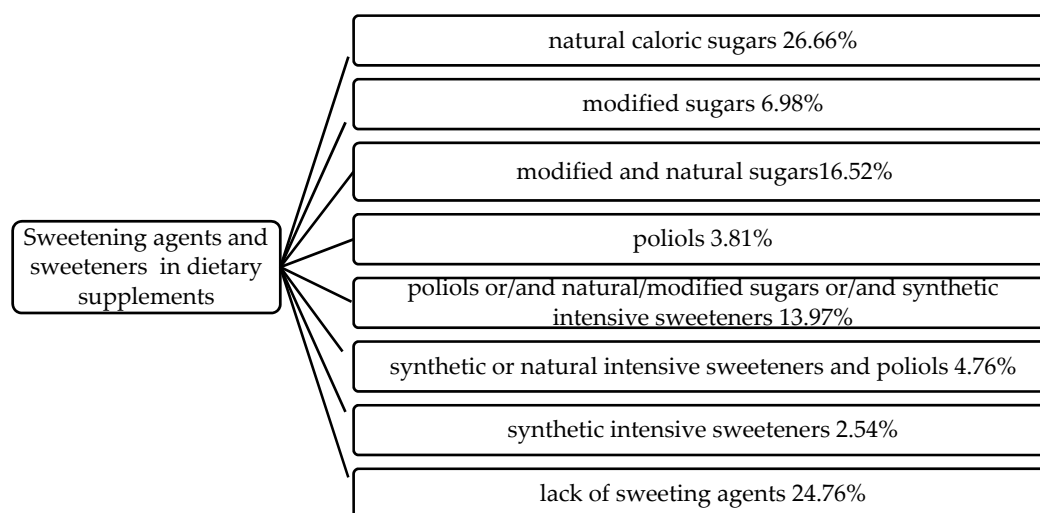 natural caloric sugars 26.66%
modified sugars 6.98%
modified and natural sugars16.52%
Sweetening agents and
sweeteners in dietary
supplements
poliols 3.81%
poliols or/and natural/modified sugars or/and synthetic
intensive sweeteners 13.97%
synthetic or natural intensive sweeteners and poliols 4.76%
synthetic intensive sweeteners 2.54%
lack of sweeting agents 24.76%